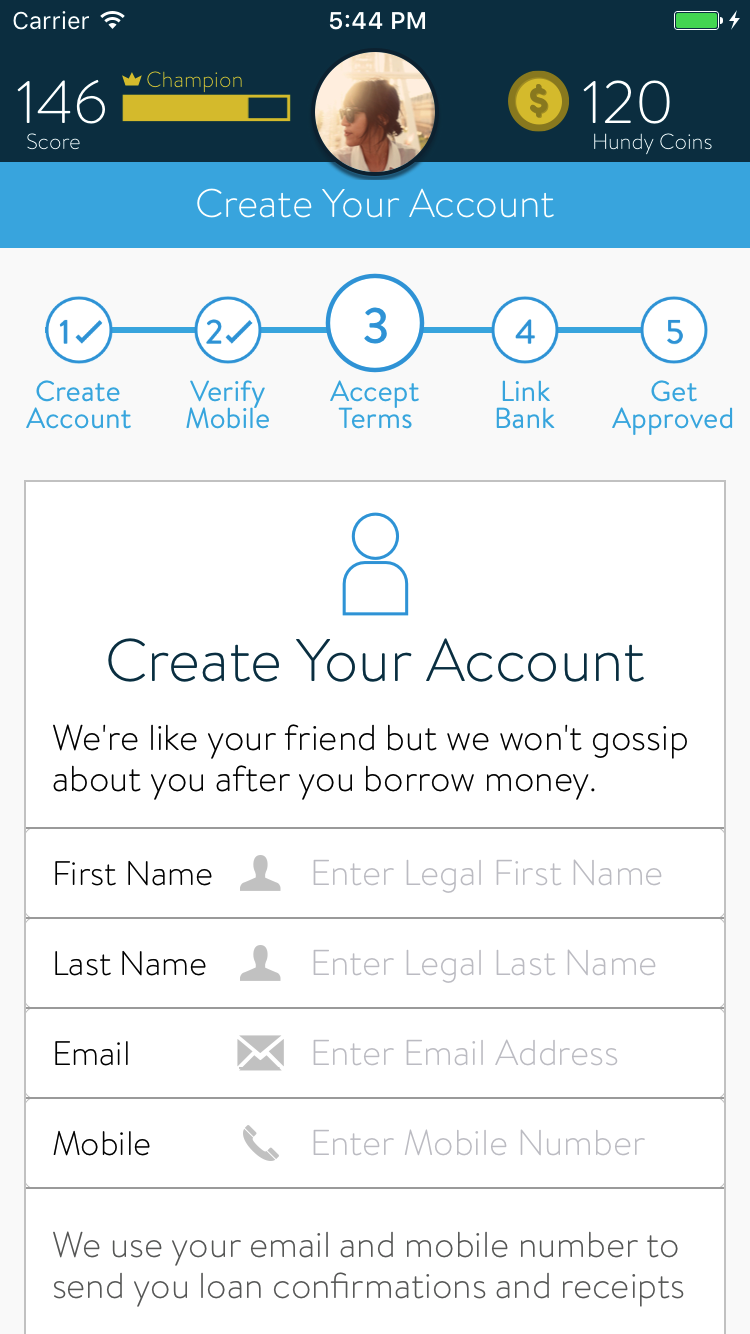 Carrier 5:44 PM
146 Champion 120
Score Hundy Coins
Create Your Account
1 2 3 4 5
Create Verify Accept Link Get
Account Mobile Terms Bank Approved
Create Your Account
We're like your friend but we won't gossip
about you after you borrow money.
First Name Enter Legal First Name
Last Name Enter Legal Last Name
Email Enter Email Address
Mobile Enter Mobile Number
We use your email and mobile number to
send you loan confirmations and receipts